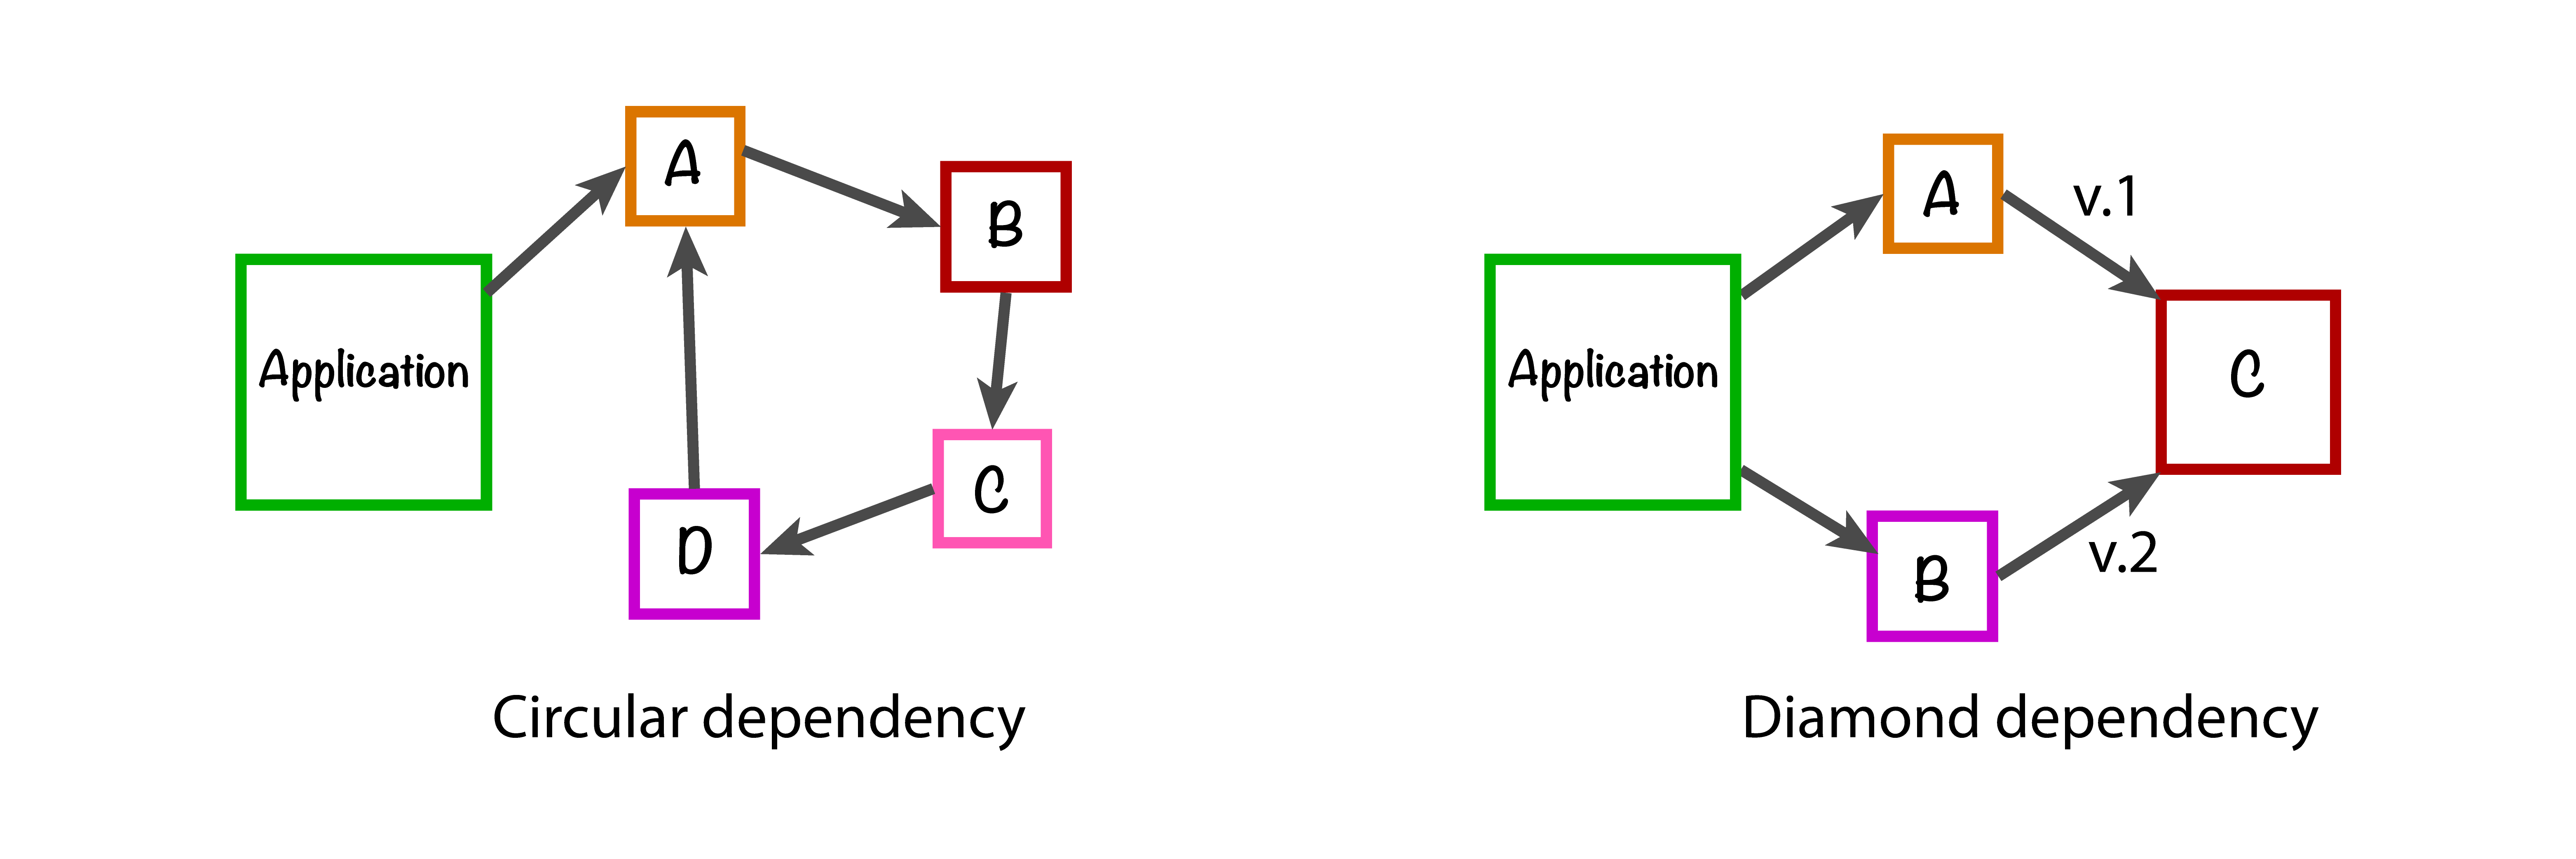 Application
A
B
C
D
Circular dependency
Application
A
v.1
C
B
v.2
Diamond dependency